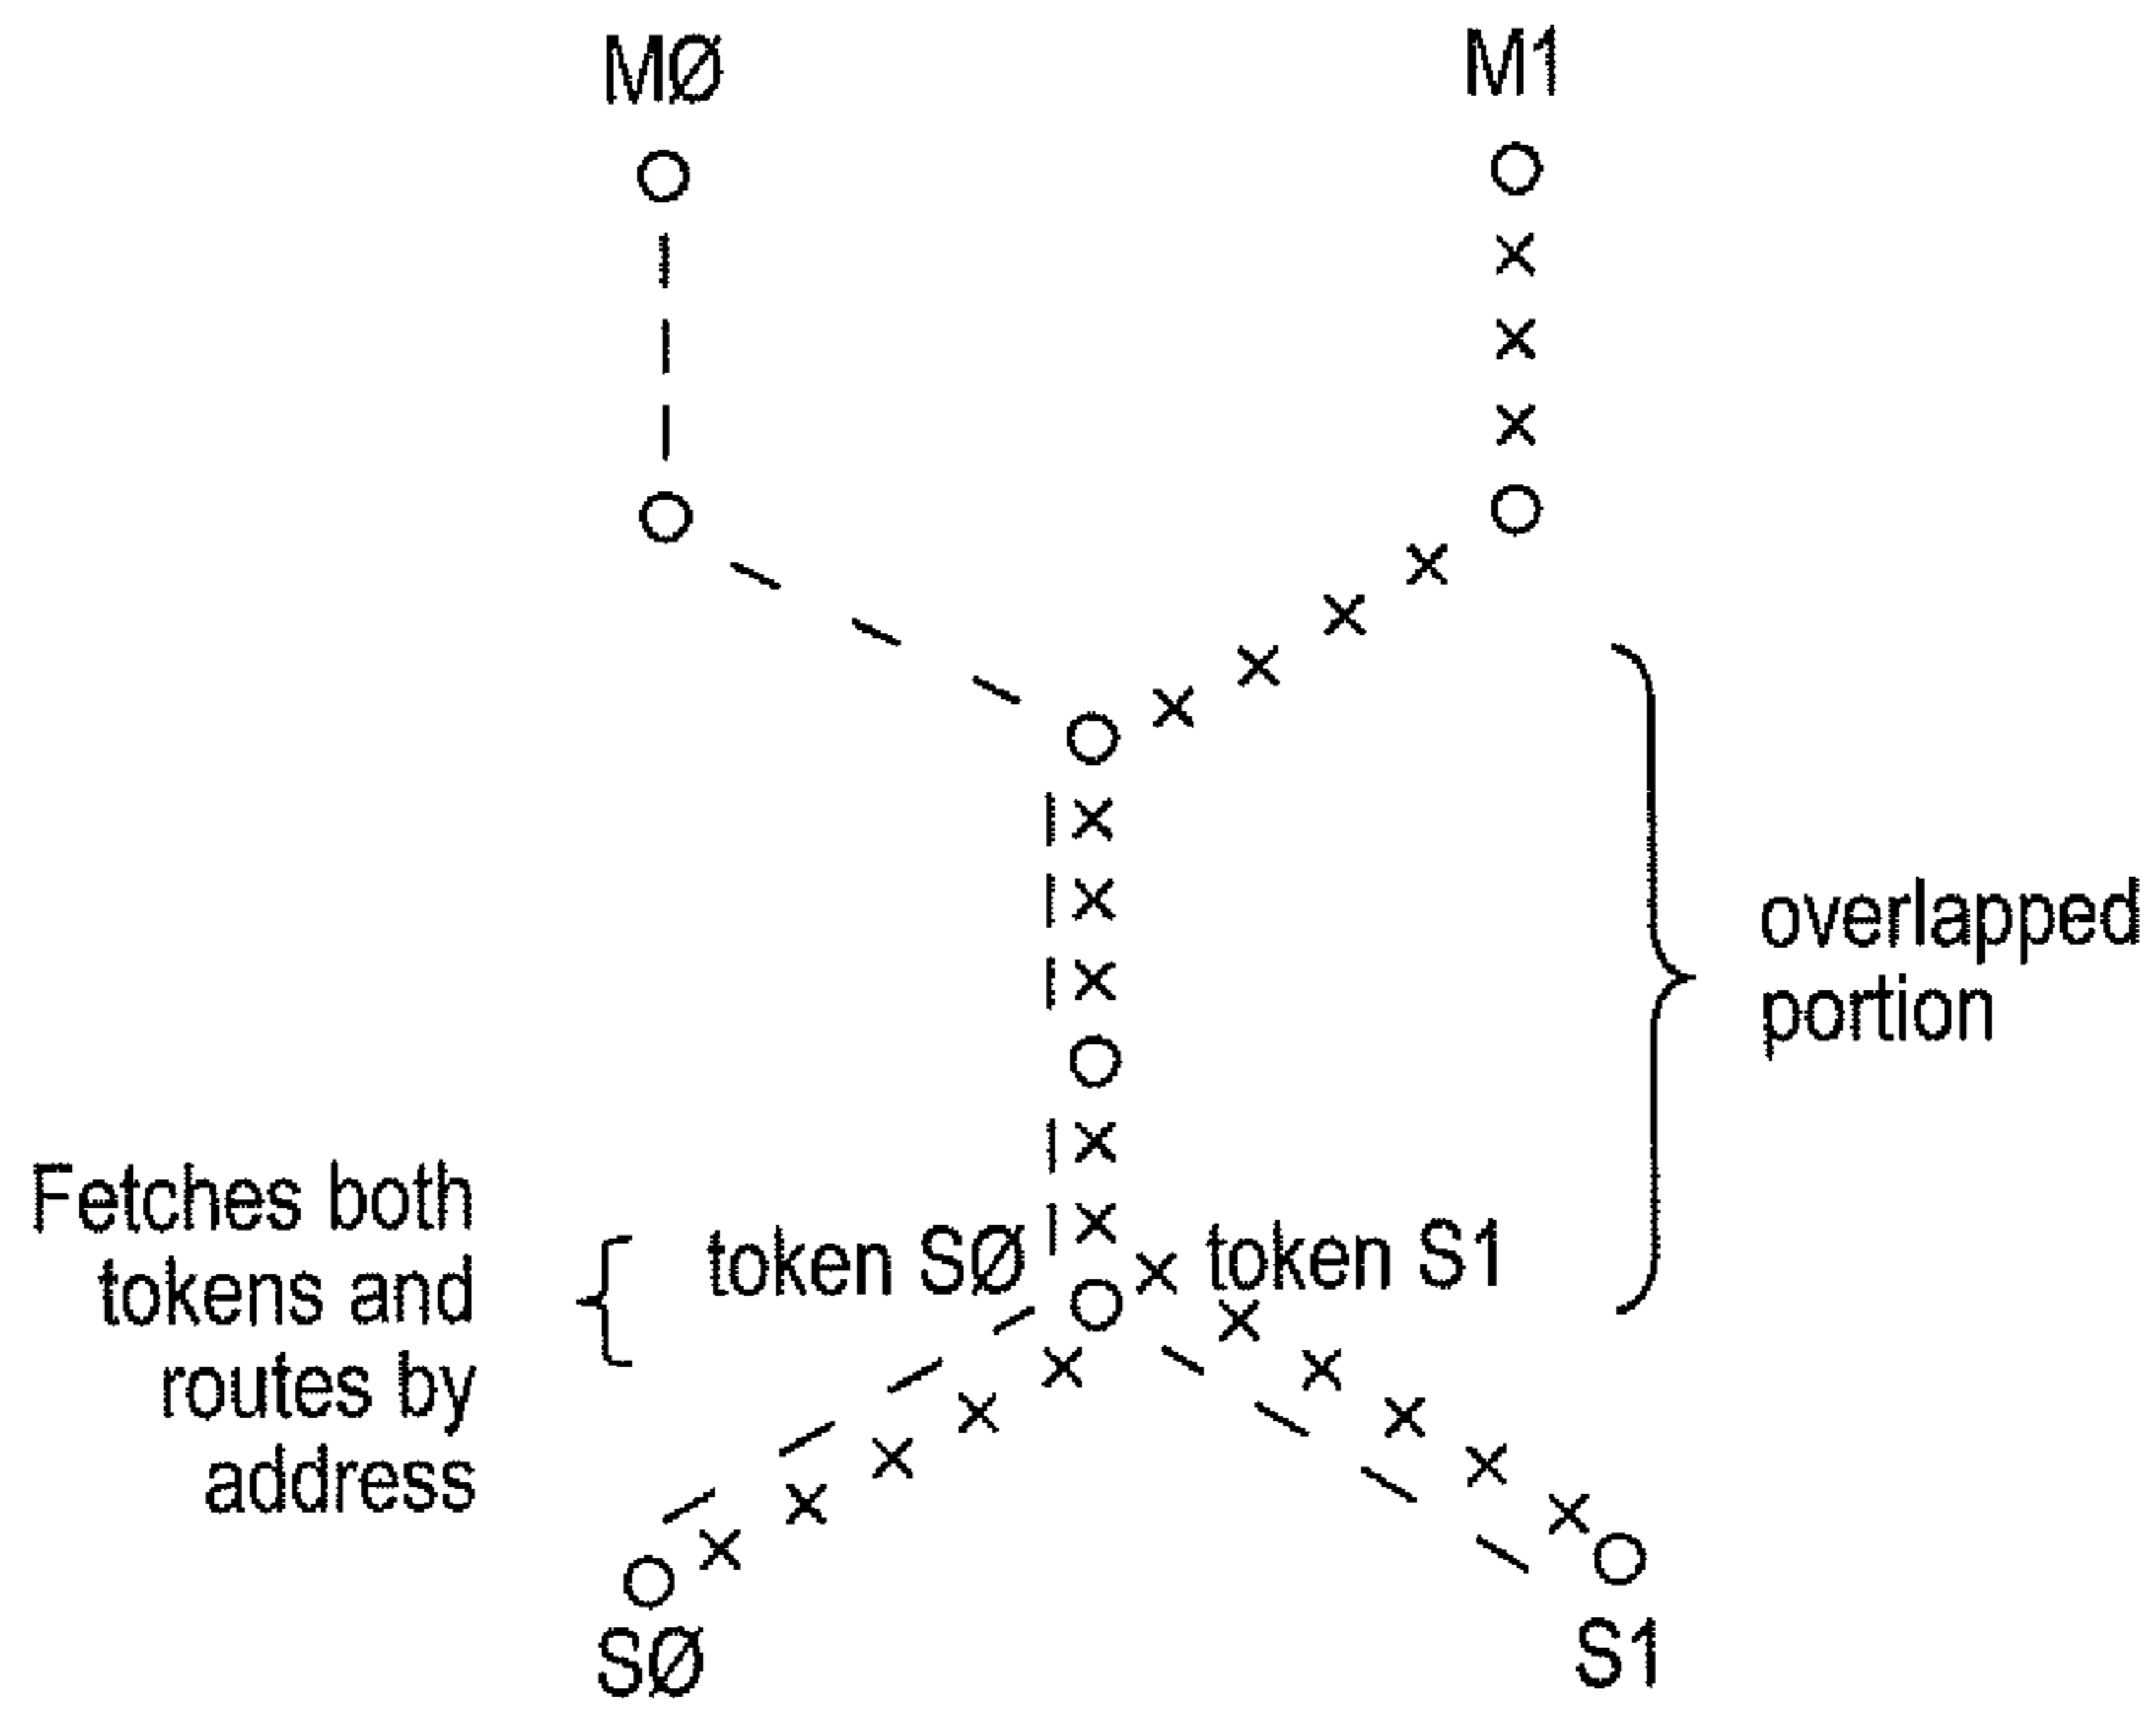 MØ
M1
overlapped
portion
Fetches both
tokens and
routes by
address
token SØ
token S1
SØ
S1